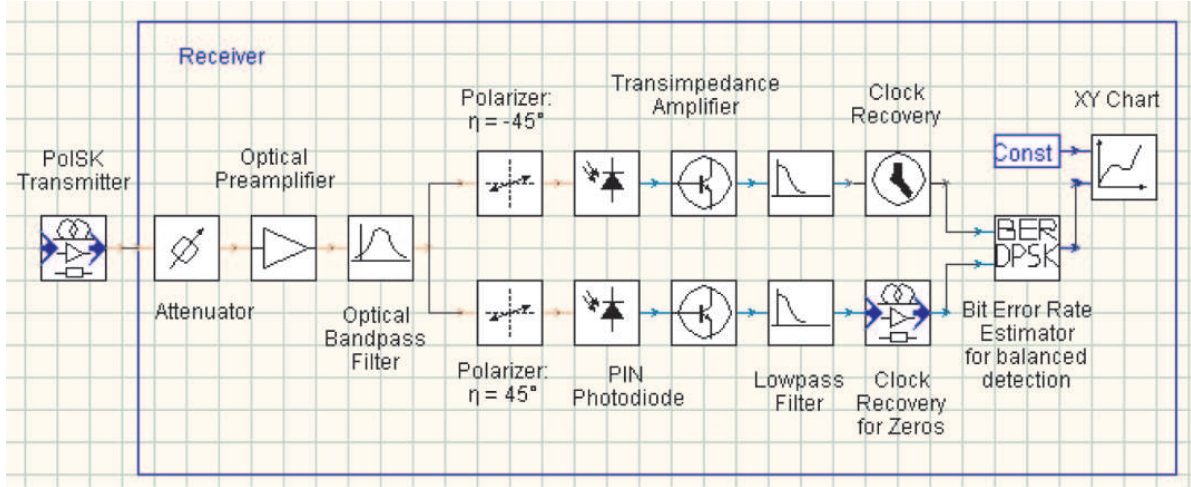 Receiver
PolSK
Transmitter
Attenuator
Optical
Preamplifier
Optical
Bandpass
Filter
Polarizer:
η = -45°
Transimpedance
Amplifier
Clock
Recovery
XY Chart
Const
BER
DPSK
Polarizer:
η = 45°
PIN
Photodiode
Lowpass
Filter
Clock
Recovery
for Zeros
Bit Error Rate
Estimator
for balanced
detection